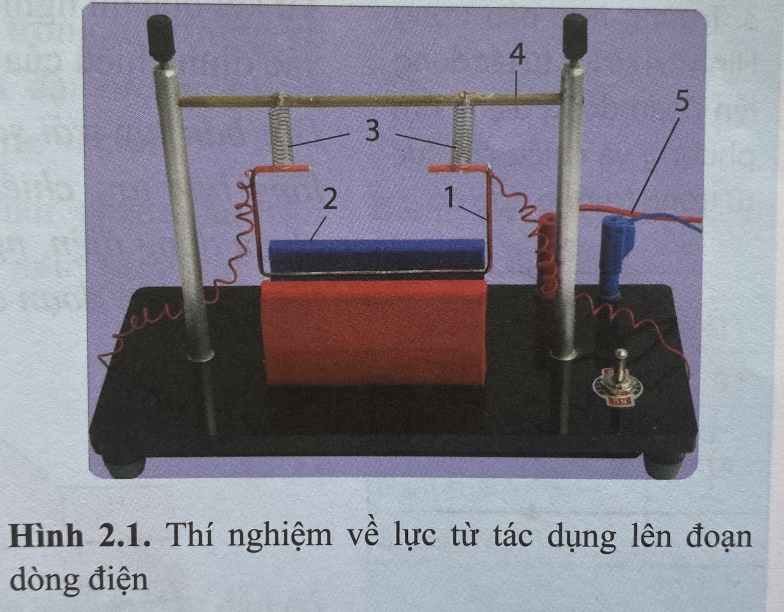 4
5
3
2
1
ON
Hình 2.1. Thí nghiệm về lực từ tác dụng lên đoạn
dòng điện